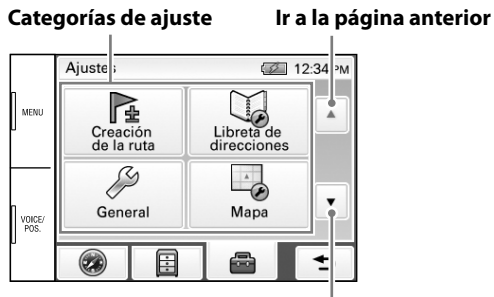 Categorías de ajuste
Ir a la página anterior
Ajustes
12:34 PM
MENU
Creación
de la ruta
Libreta de
direcciones
General
Mapa
VOICE/
POS.